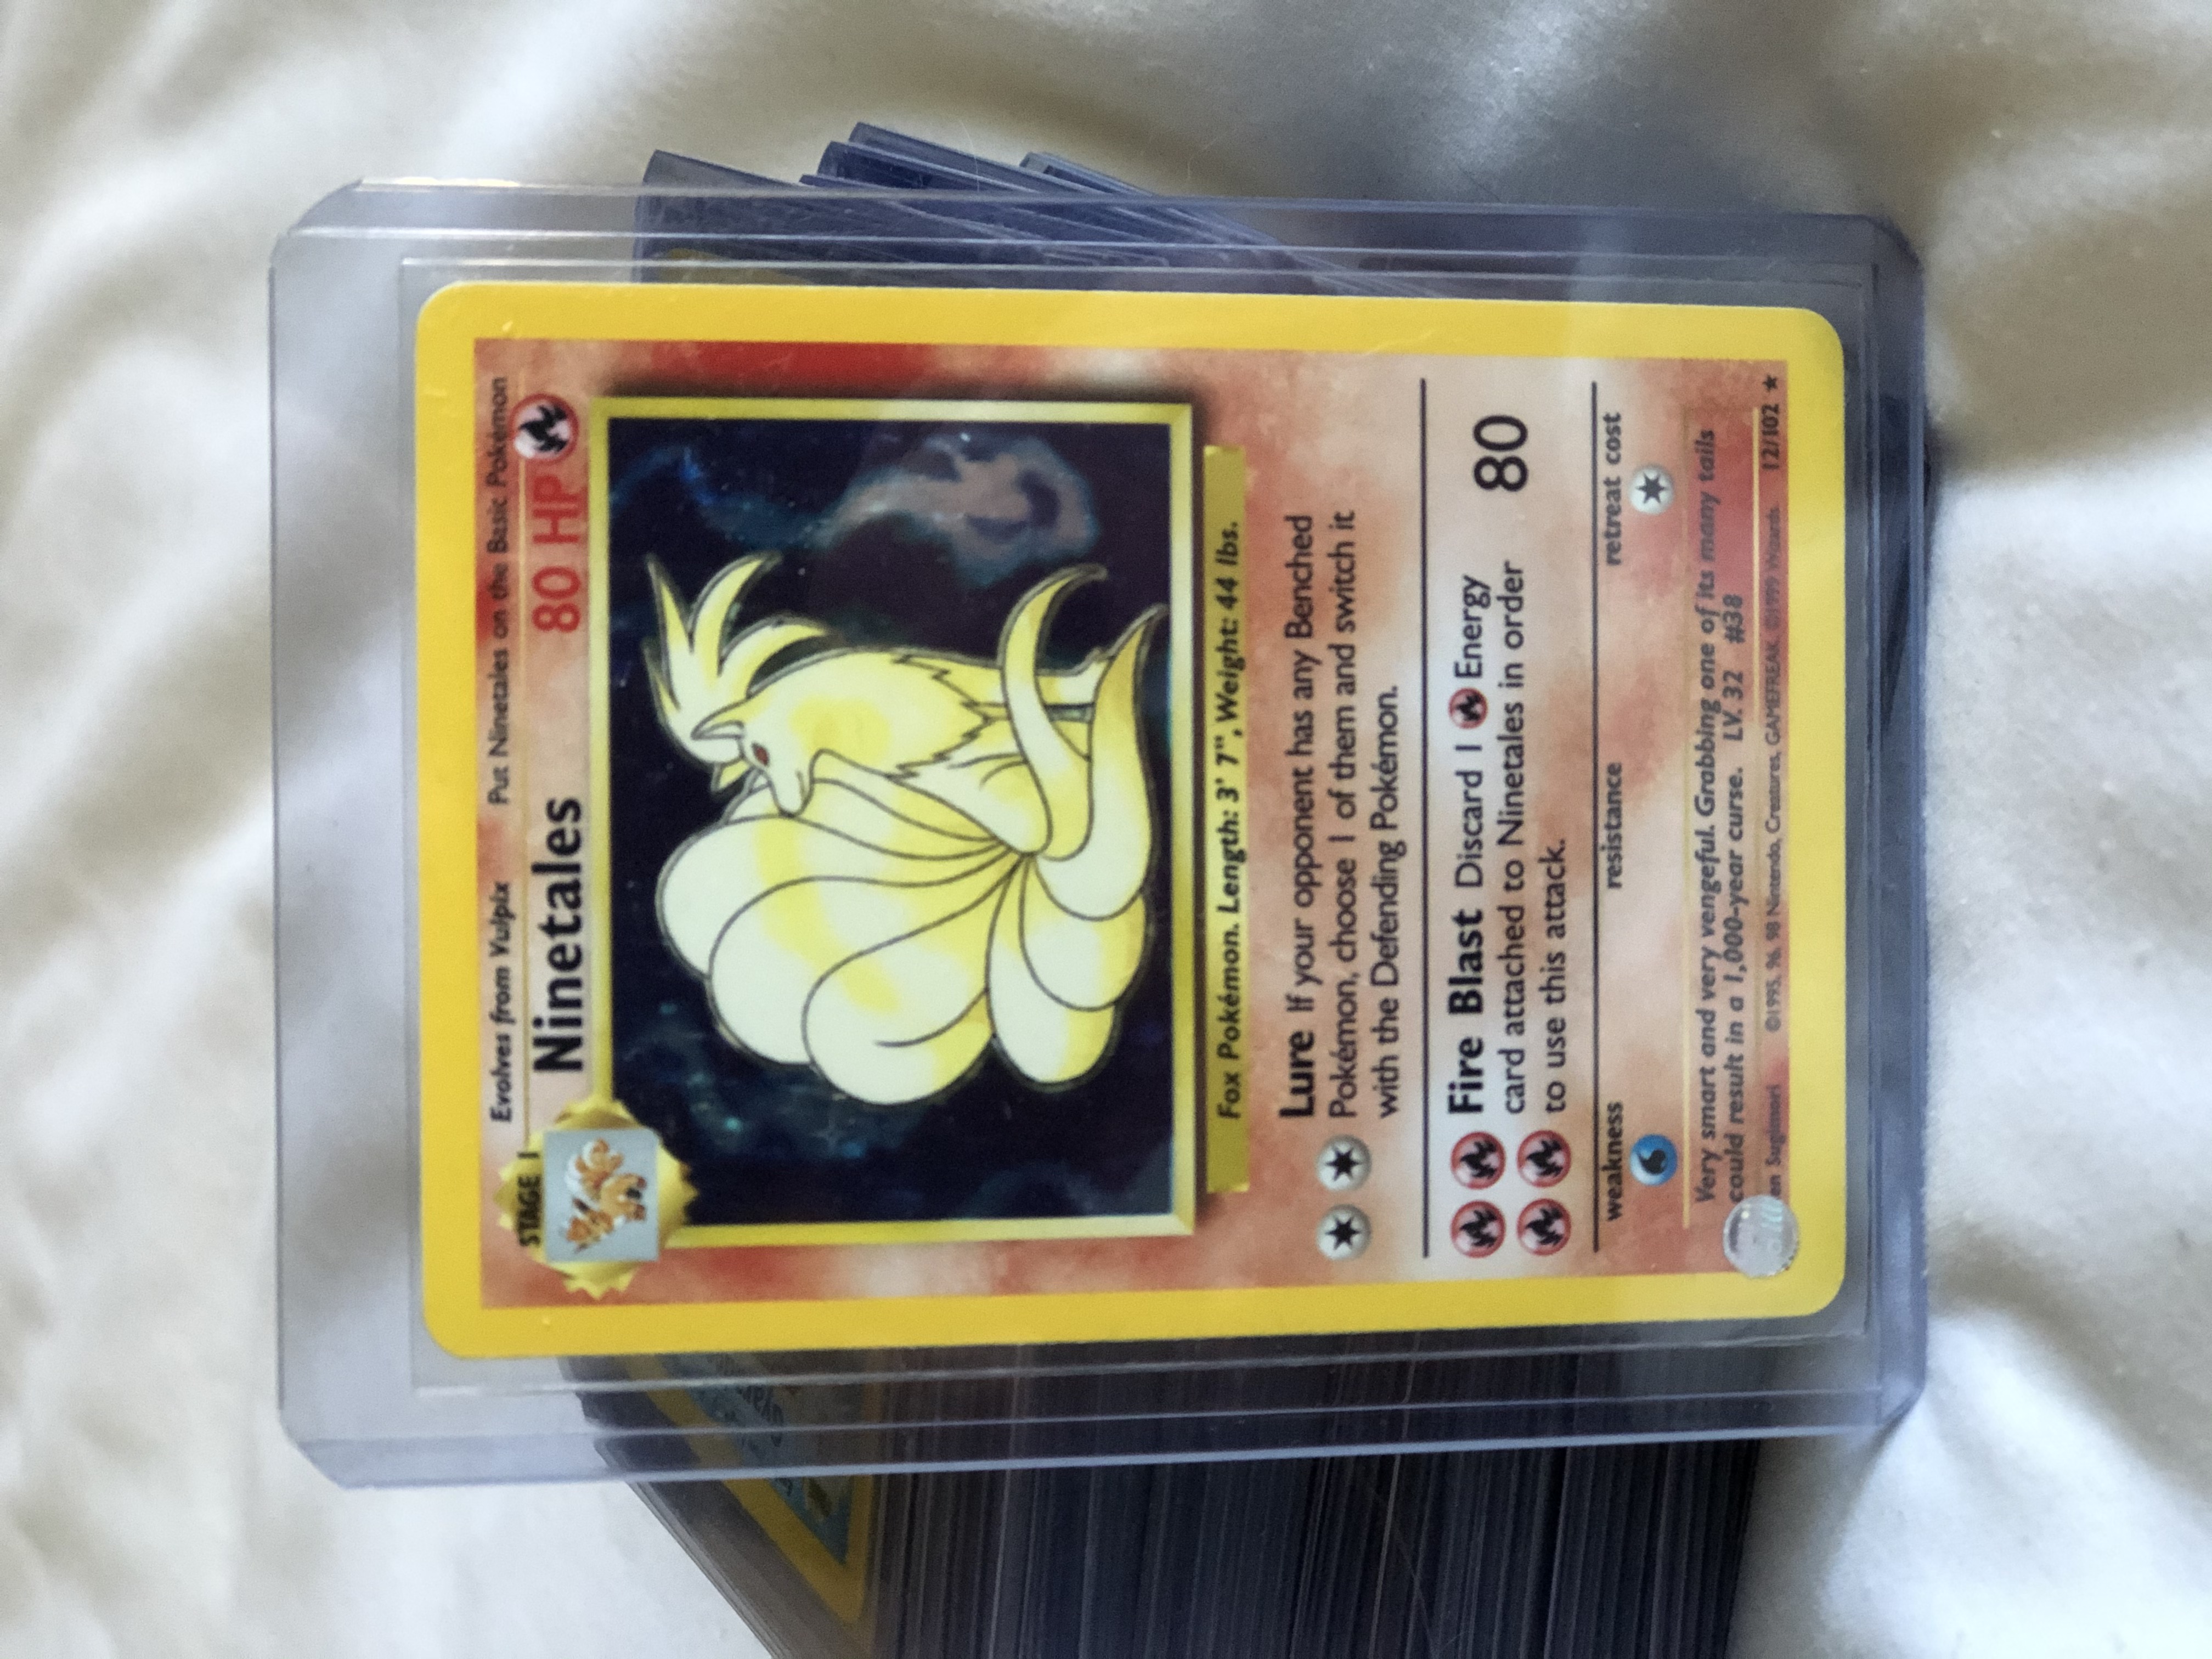 Evolves from Vulpix Put Ninetales on the Basic Pokémon
STAGE 1
Ninetales 80 HP
Fox Pokémon. Length: 3' 7", Weight: 44 lbs.
Lure If your opponent has any Benched
Pokémon, choose 1 of them and switch it
with the Defending Pokémon.
Fire Blast Discard 1 Energy
card attached to Ninetales in order
to use this attack.
80
weakness resistance retreat cost
Very smart and very vengeful. Grabbing one of its many tails
could result in a 1,000-year curse. LV. 32 #38
en Sugimori ©1995, 96, 98 Nintendo, Creatures, GAMEFREAK. ©1999 Wizards. 12/102 ★